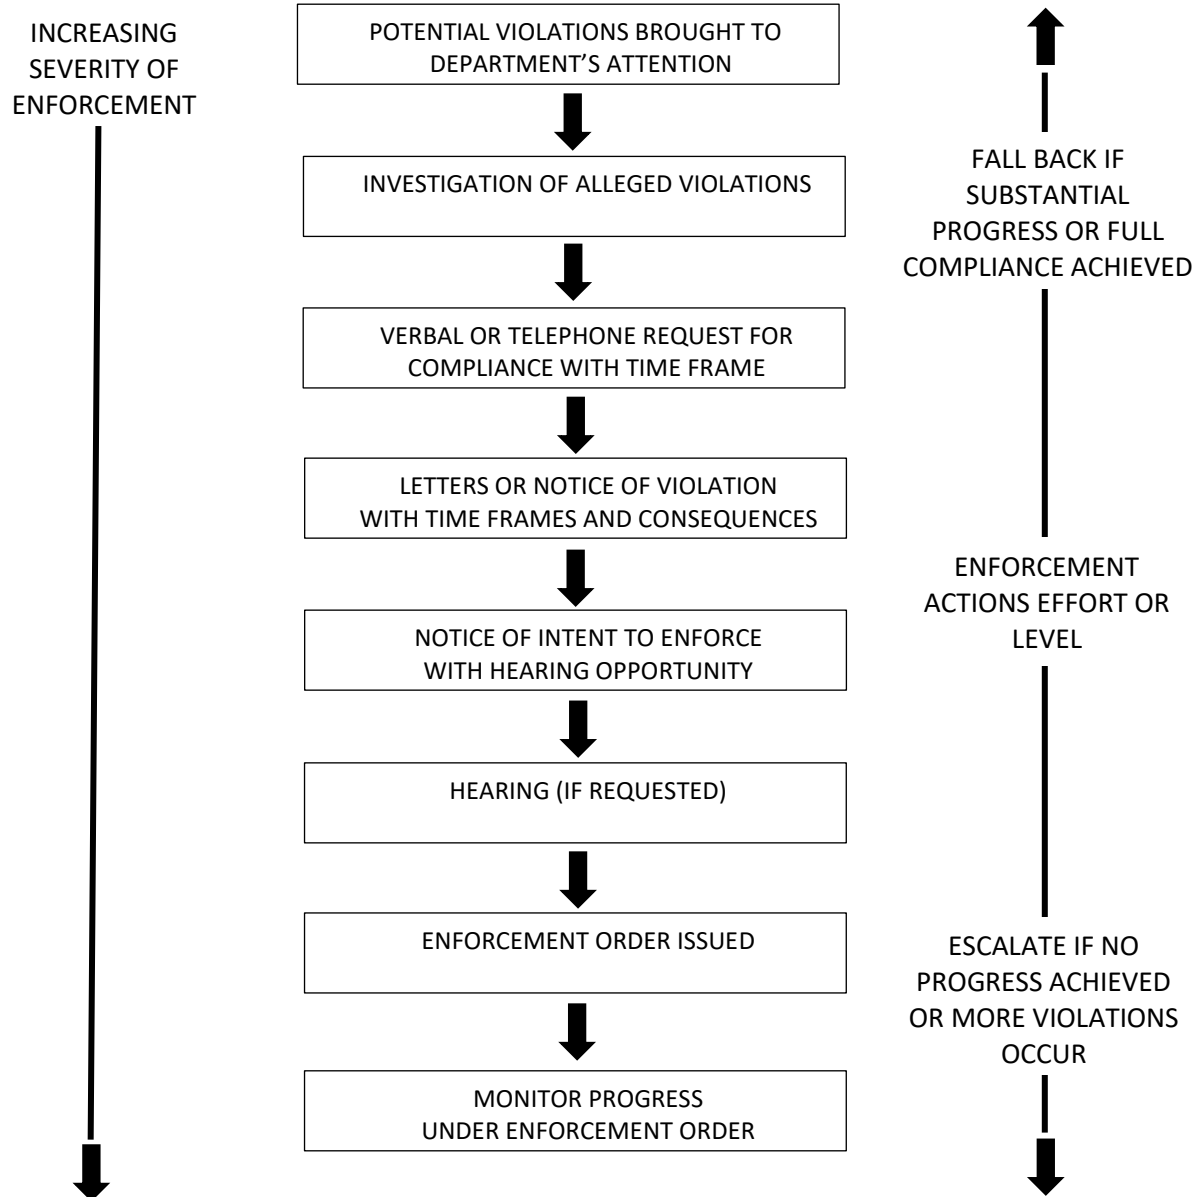 INCREASING
SEVERITY OF
ENFORCEMENT
POTENTIAL VIOLATIONS BROUGHT TO
DEPARTMENT’S ATTENTION
INVESTIGATION OF ALLEGED VIOLATIONS
VERBAL OR TELEPHONE REQUEST FOR
COMPLIANCE WITH TIME FRAME
LETTERS OR NOTICE OF VIOLATION
WITH TIME FRAMES AND CONSEQUENCES
NOTICE OF INTENT TO ENFORCE
WITH HEARING OPPORTUNITY
HEARING (IF REQUESTED)
ENFORCEMENT ORDER ISSUED
MONITOR PROGRESS
UNDER ENFORCEMENT ORDER
FALL BACK IF
SUBSTANTIAL
PROGRESS OR FULL
COMPLIANCE ACHIEVED
ENFORCEMENT
ACTIONS EFFORT OR
LEVEL
ESCALATE IF NO
PROGRESS ACHIEVED
OR MORE VIOLATIONS
OCCUR